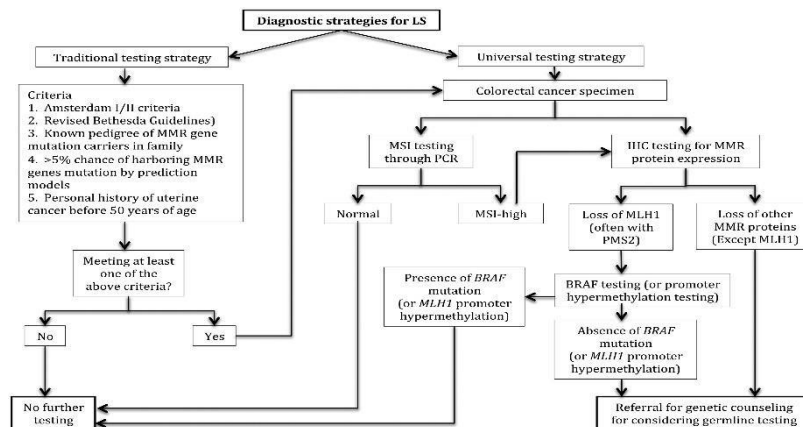 Diagnostic strategies for LS
Traditional testing strategy
Universal testing strategy
Criteria
1. Amsterdam I/II criteria
2. Revised Bethesda Guidelines)
3. Known pedigree of MMR gene
mutation carriers in family
4. >5% chance of harboring MMR
genes mutation by prediction
models
5. Personal history of uterine
cancer before 50 years of age
Colorectal cancer specimen
MSI testing
through PCR
IHC testing for MMR
protein expression
Normal
MSI-high
Loss of MLH1
(often with
PMS2)
Loss of other
MMR proteins
(Except MLH1)
Meeting at least
one of the
above criteria?
Presence of BRAF
mutation
(or MLH1 promoter
hypermethylation)
BRAF testing (or promoter
hypermethylation testing)
No
Yes
Absence of BRAF
mutation
(or MLH1 promoter
hypermethylation)
No further
testing
Referral for genetic counseling
for considering germline testing